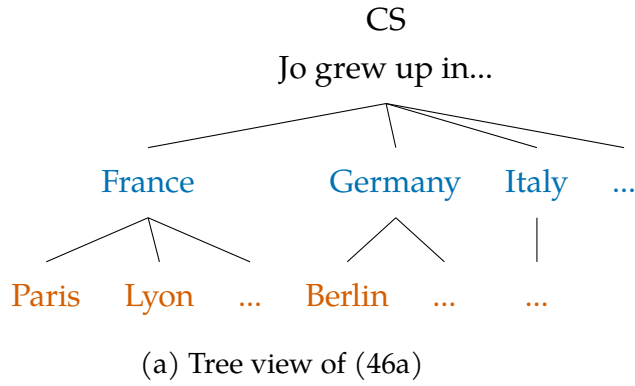 CS
Jo grew up in...
France Germany Italy ...
Paris Lyon ... Berlin ... ...
(a) Tree view of (46a)